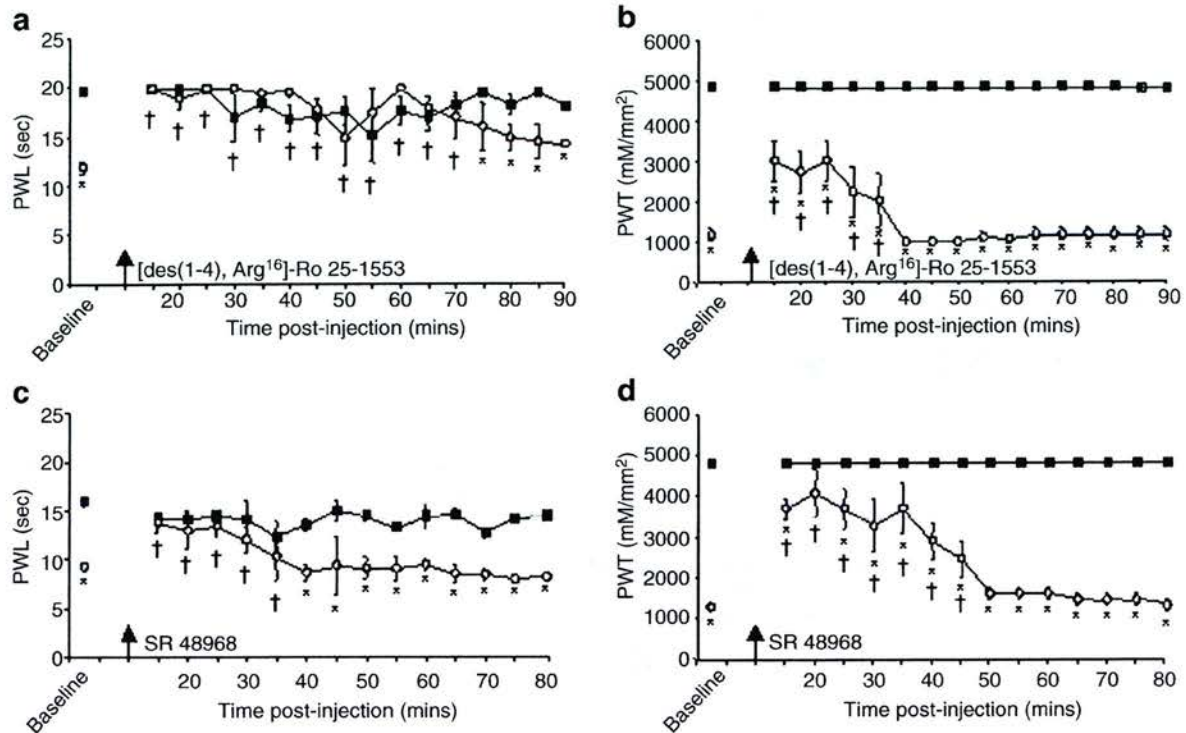 a
25
20
15
10
5
0
PWL (sec)
[des(1-4), Arg16]-Ro 25-1553
Baseline
20 30 40 50 60 70 80 90
Time post-injection (mins)
b
6000
5000
4000
3000
2000
1000
0
PWT (mM/mm2)
[des(1-4), Arg16]-Ro 25-1553
Baseline
20 30 40 50 60 70 80 90
Time post-injection (mins)
c
25
20
15
10
5
0
PWL (sec)
SR 48968
Baseline
20 30 40 50 60 70 80
Time post-injection (mins)
d
6000
5000
4000
3000
2000
1000
0
PWT (mM/mm2)
SR 48968
Baseline
20 30 40 50 60 70 80
Time post-injection (mins)